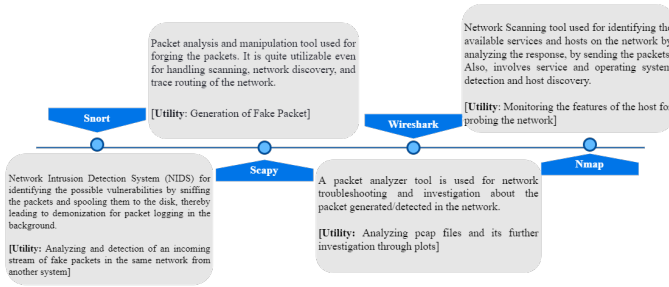 Snort
Network Intrusion Detection System (NIDS) for
identifying the possible vulnerabilities by sniffing
the packets and spooling them to the disk, thereby
leading to demonization for packet logging in the
background.
[Utility: Analyzing and detection of an incoming
stream of fake packets in the same network from
another system]
Packet analysis and manipulation tool used for
forging the packets. It is quite utilizable even
for handling scanning, network discovery, and
trace routing of the network.
[Utility: Generation of Fake Packet]
Scapy
Wireshark
A packet analyzer tool is used for network
troubleshooting and investigation about the
packet generated/detected in the network.
[Utility: Analyzing pcap files and its further
investigation through plots]
Network Scanning tool used for identifying the
available services and hosts on the network by
analyzing the response, by sending the packets.
Also, involves service and operating system
detection and host discovery.
[Utility: Monitoring the features of the host for
probing the network]
Nmap